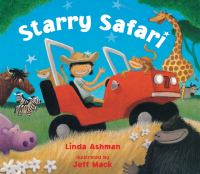 Starry Safari
Linda Ashman
illustrated by
Jeff Mack